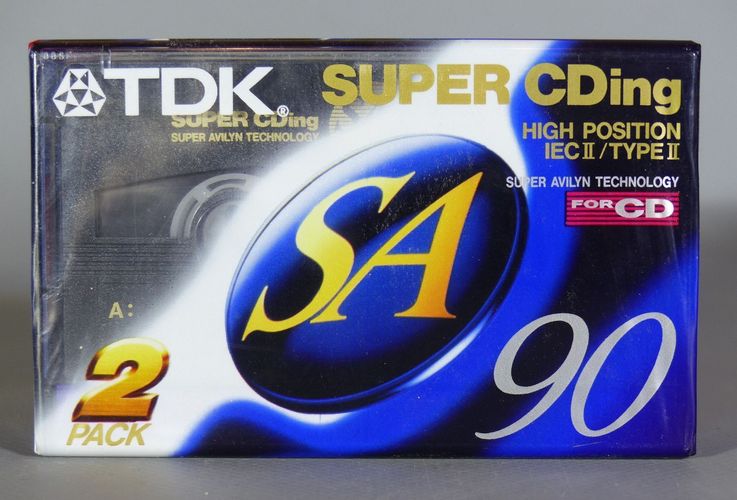 TDK®
SUPER CDing
SUPER CDing
SUPER AVILYN TECHNOLOGY
HIGH POSITION
IEC II/TYPE II
SUPER AVILYN TECHNOLOGY
FOR CD
SA
A:
2
PACK
90